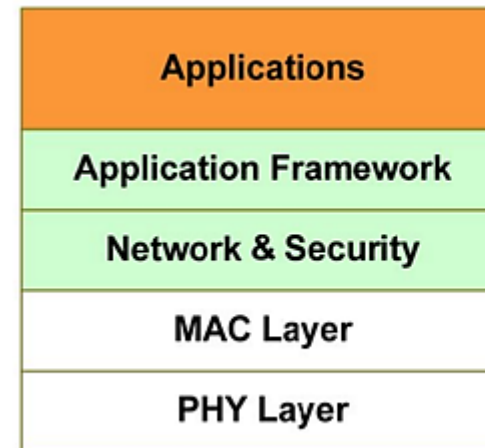 Applications
Application Framework
Network & Security
MAC Layer
PHY Layer